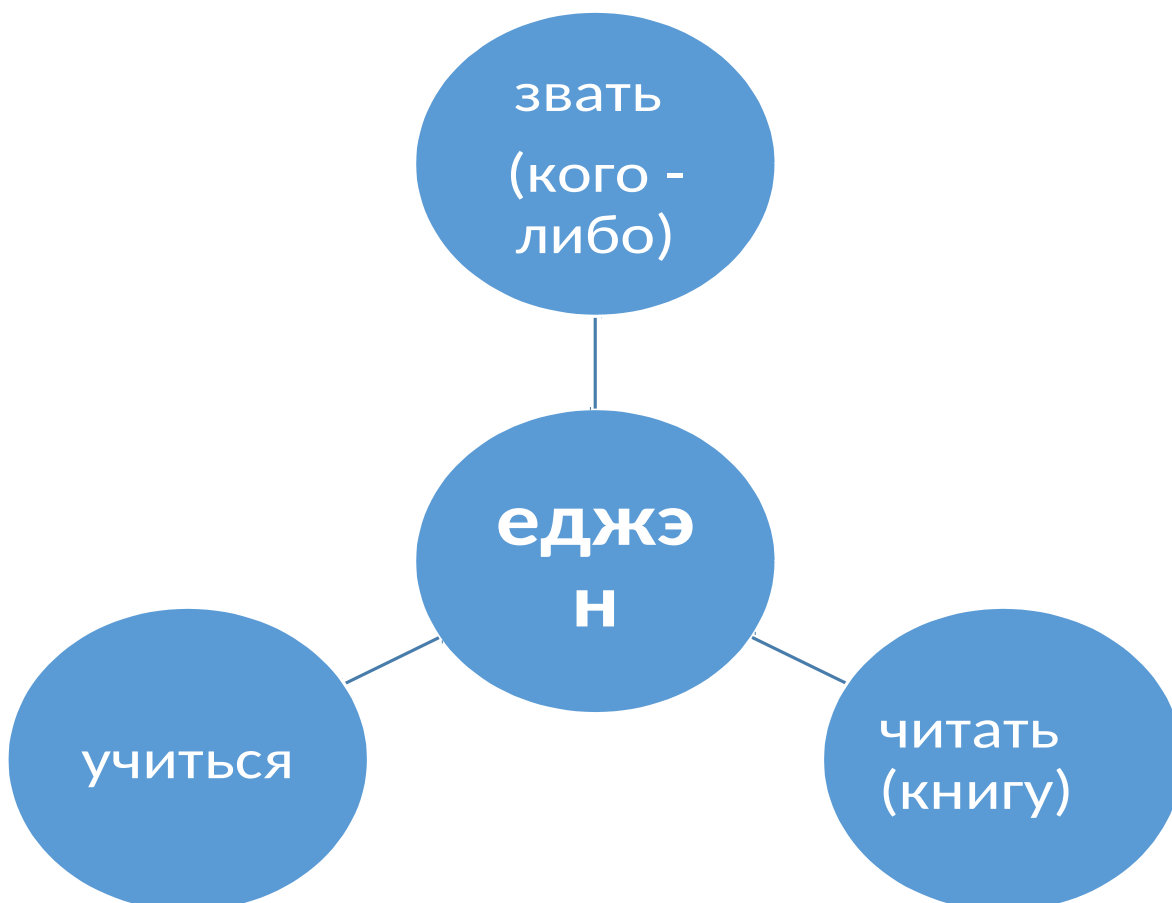 звать
(кого -
либо)
еджэ
н
учиться
читать
(книгу)